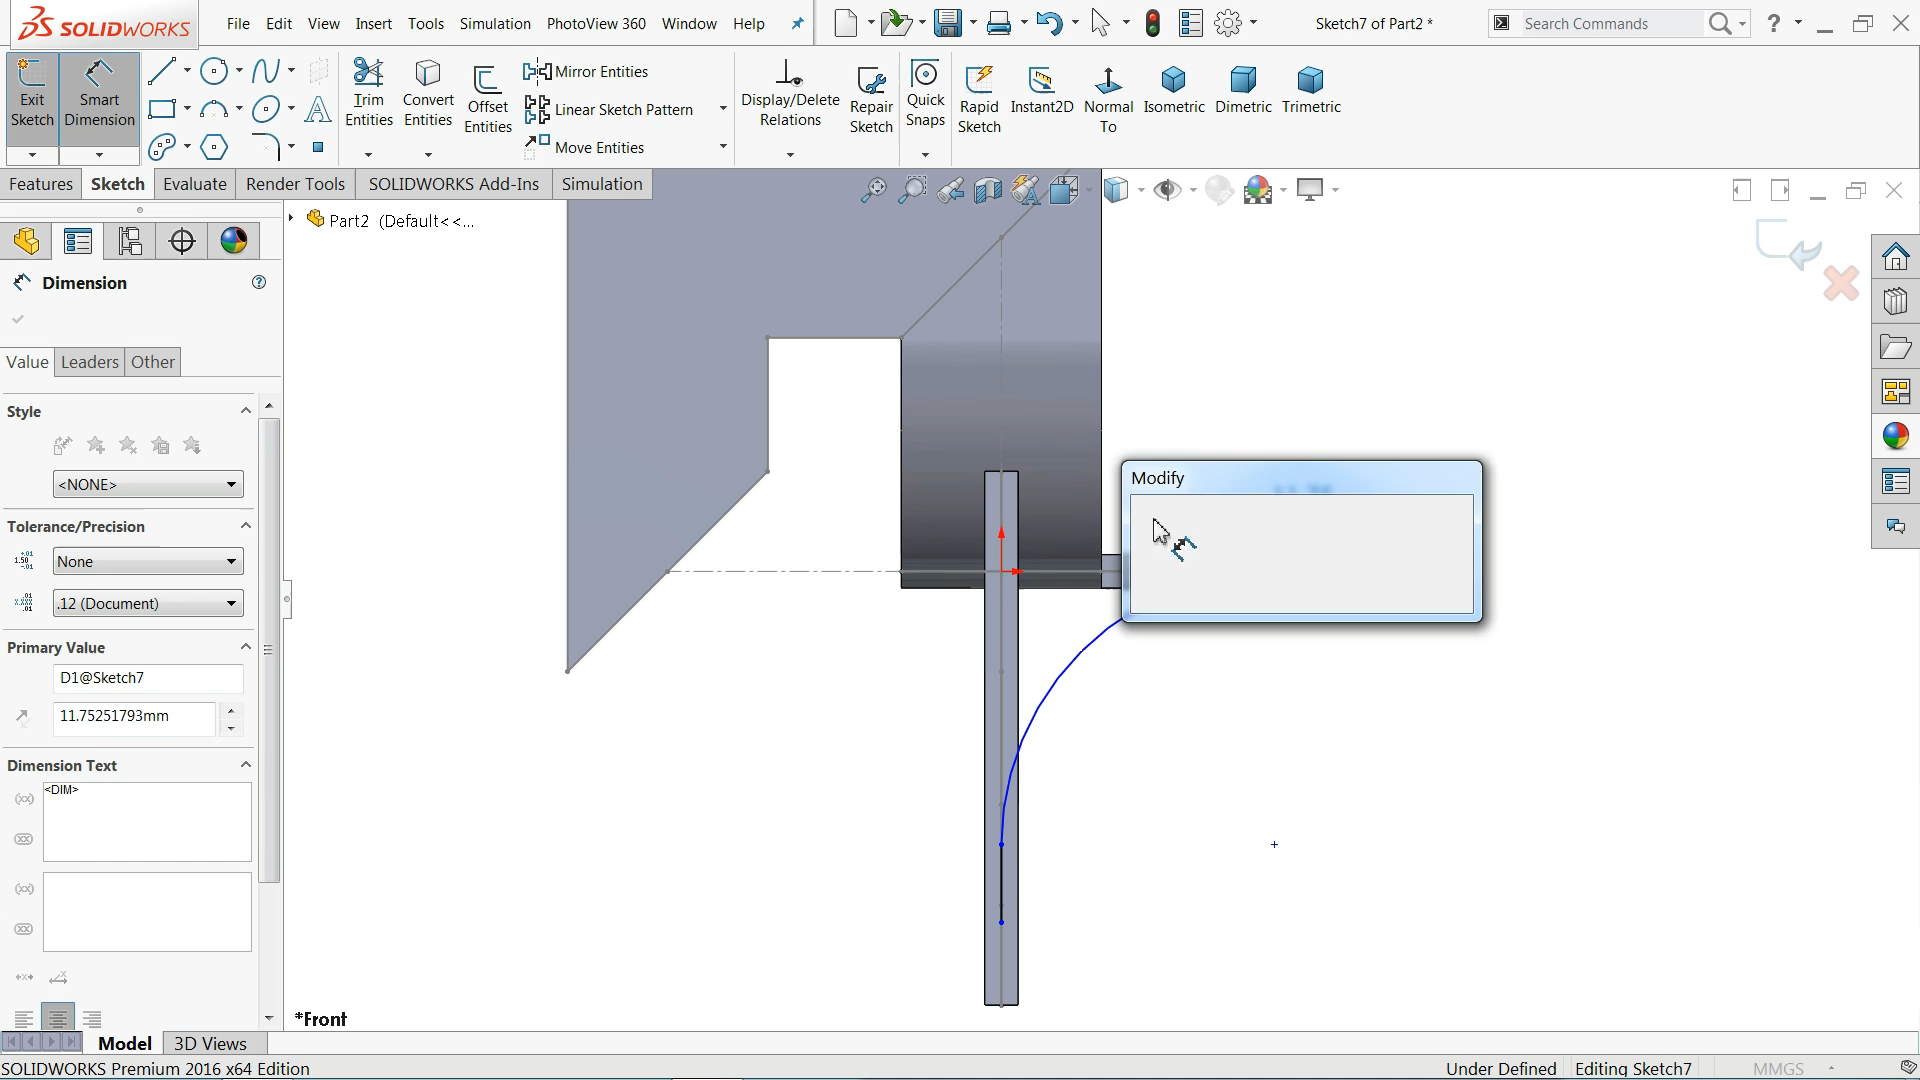 SOLIDWORKS
File Edit View Insert Tools Simulation PhotoView 360 Window Help
Sketch7 of Part2 *
Search Commands
Exit Sketch
Smart Dimension
Trim Entities
Convert Entities
Offset Entities
Mirror Entities
Linear Sketch Pattern
Move Entities
Display/Delete Relations
Repair Sketch
Quick Snaps
Rapid Sketch
Instant2D
Normal To
Isometric
Dimetric
Trimetric
Features Sketch Evaluate Render Tools SOLIDWORKS Add-Ins Simulation
Part2 (Default<<...
Dimension
Value Leaders Other
Style
<NONE>
Tolerance/Precision
None
.12 (Document)
Primary Value
D1@Sketch7
11.75251793mm
Dimension Text
<DIM>
Modify
*Front
Model 3D Views
SOLIDWORKS Premium 2016 x64 Edition
Under Defined Editing Sketch7 MMGS